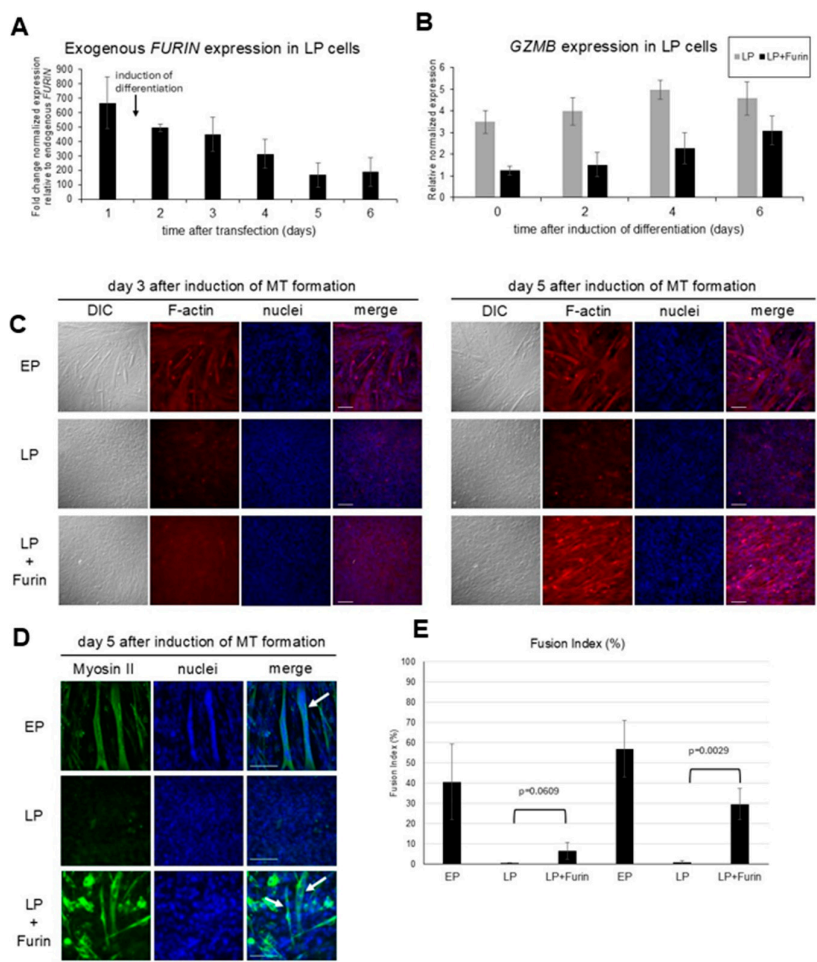 A
Exogenous FURIN expression in LP cells
Fold change normalized expression
relative to endogenous FURIN
900
800
700
600
500
400
300
200
100
0
induction of
differentiation
1 2 3 4 5 6
time after transfection (days)
B
GZMB expression in LP cells
LP LP+Furin
Relative normalized expression
6
5
4
3
2
1
0
0 2 4 6
time after induction of differentiation (days)
C
day 3 after induction of MT formation
DIC F-actin nuclei merge
EP
LP
LP
+
Furin
day 5 after induction of MT formation
DIC F-actin nuclei merge
D
day 5 after induction of MT formation
Myosin II nuclei merge
EP
LP
LP
+
Furin
E
Fusion Index (%)
Fusion Index (%)
100
90
80
70
60
50
40
30
20
10
0
p=0.0609
p=0.0029
EP LP LP+Furin EP LP LP+Furin